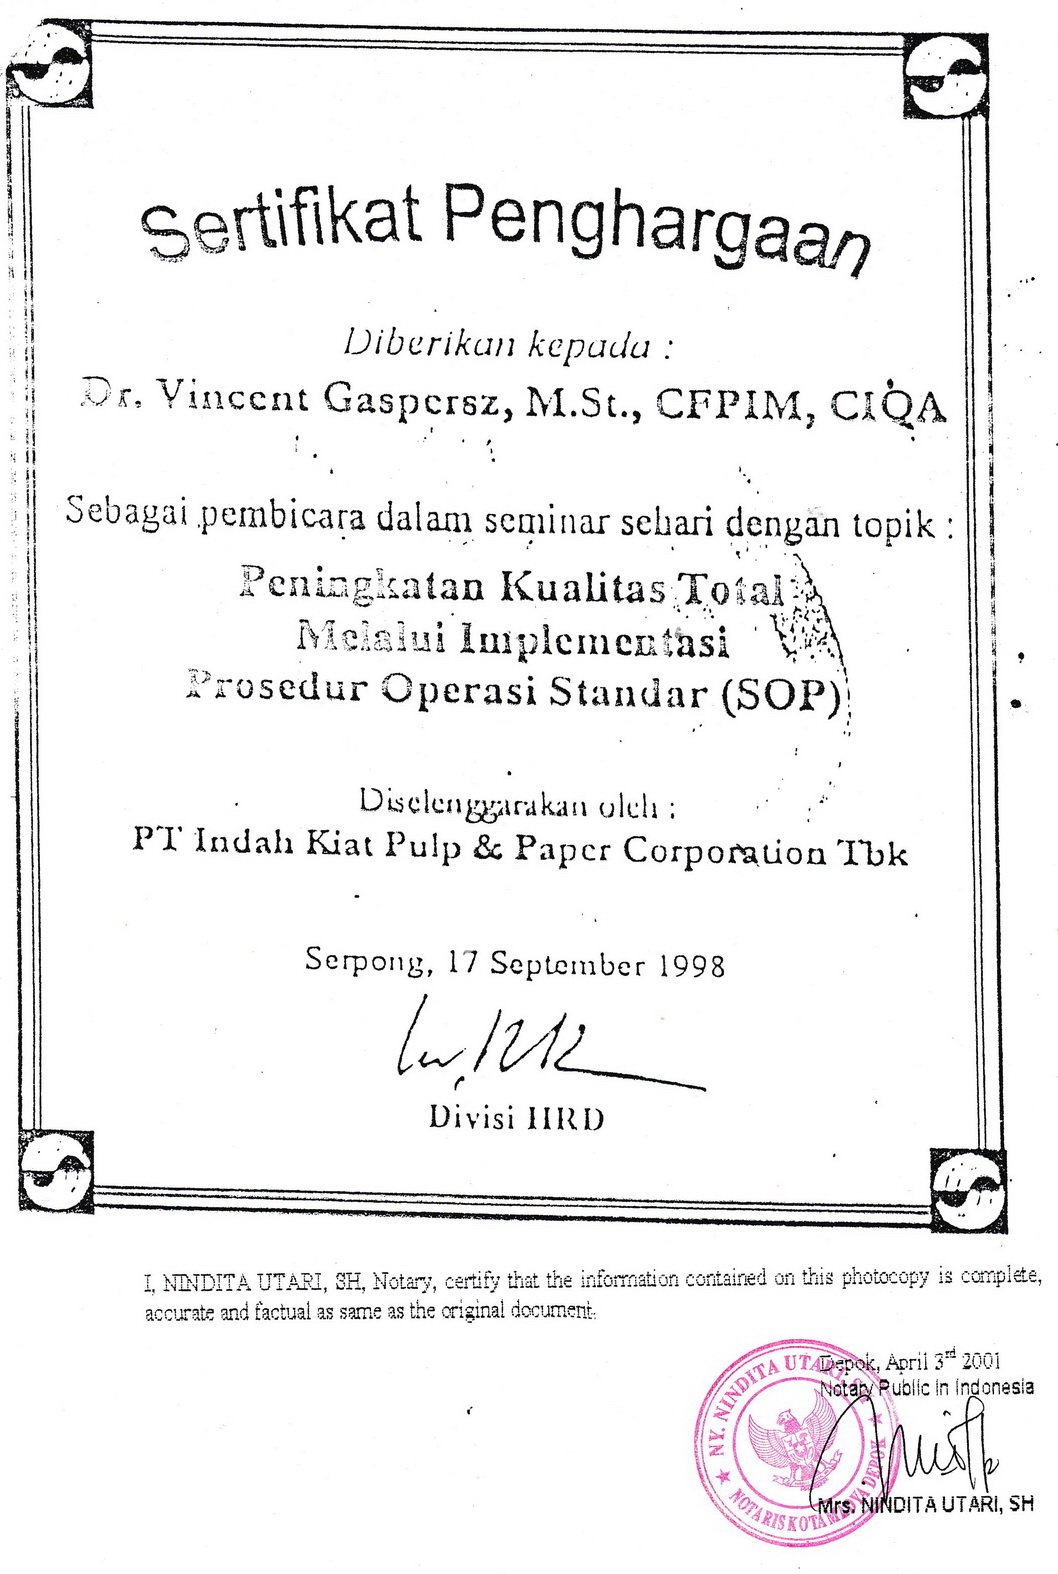 Sertifikat Penghargaan
Diberikan kepada :
Dr. Vincent Gaspersz, M.St., CFPIM, CIQA
Sebagai pembicara dalam seminar sehari dengan topik :
Peningkatan Kualitas Total
Melalui Implementasi
Prosedur Operasi Standar (SOP)
Diselenggarakan oleh :
PT Indah Kiat Pulp & Paper Corporation Tbk
Serpong, 17 September 1998
Divisi HRD
I, NINDITA UTARI, SH, Notary, certify that the information contained on this photocopy is complete,
accurate and factual as same as the original document.
Depok, April 3rd 2001
Notary Public in Indonesia
NY. NINDITA UTARI, SH
NOTARIS KOTAMADYA DEPOK
Mrs. NINDITA UTARI, SH